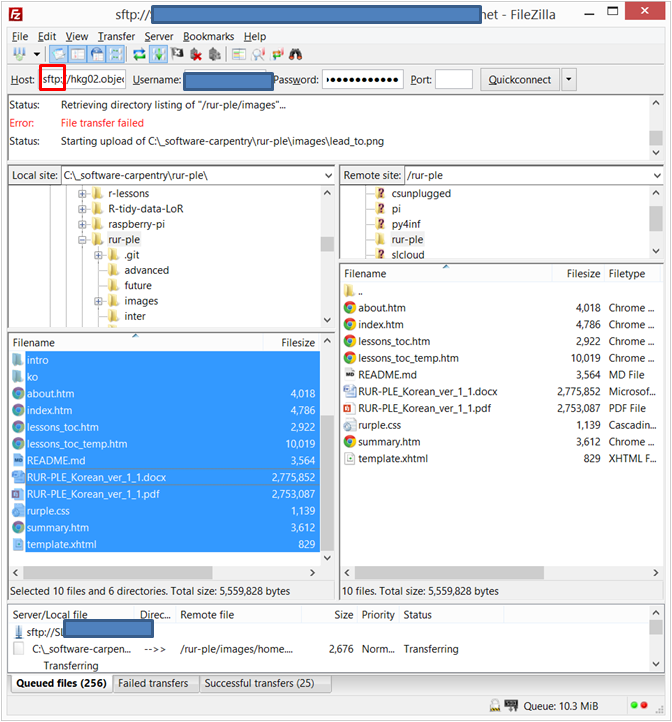 sftp://S net - FileZilla
File Edit View Transfer Server Bookmarks Help
Host: sftp://hkg02.objec Username: Password: •••••••••••••• Port: Quickconnect
Status: Retrieving directory listing of "/rur-ple/images"...
Error: File transfer failed
Status: Starting upload of C:\_software-carpentry\rur-ple\images\lead_to.png
Local site: C:\_software-carpentry\rur-ple\
r-lessons
R-tidy-data-LoR
raspberry-pi
rur-ple
.git
advanced
future
images
inter
Filename Filesize
intro
ko
about.htm 4,018
index.htm 4,786
lessons_toc.htm 2,922
lessons_toc_temp.htm 10,019
README.md 3,564
RUR-PLE_Korean_ver_1_1.docx 2,775,852
RUR-PLE_Korean_ver_1_1.pdf 2,753,087
rurple.css 1,139
summary.htm 3,612
template.xhtml 829
Selected 10 files and 6 directories. Total size: 5,559,828 bytes
Remote site: /rur-ple
csunplugged
pi
py4inf
rur-ple
slcloud
Filename Filesize Filetype
..
about.htm 4,018 Chrome ...
index.htm 4,786 Chrome ...
lessons_toc.htm 2,922 Chrome ...
lessons_toc_temp.htm 10,019 Chrome ...
README.md 3,564 MD File
RUR-PLE_Korean_ver_1_1.docx 2,775,852 Microsof...
RUR-PLE_Korean_ver_1_1.pdf 2,753,087 PDF File
rurple.css 1,139 Cascadin...
summary.htm 3,612 Chrome ...
template.xhtml 829 XHTML F...
10 files. Total size: 5,559,828 bytes
Server/Local file Direc... Remote file Size Priority Status
sftp://SL
C:\_software-carpen... -->> /rur-ple/images/home.... 2,676 Norm... Transferring
Transferring
Queued files (256) Failed transfers Successful transfers (25)
Queue: 10.3 MiB